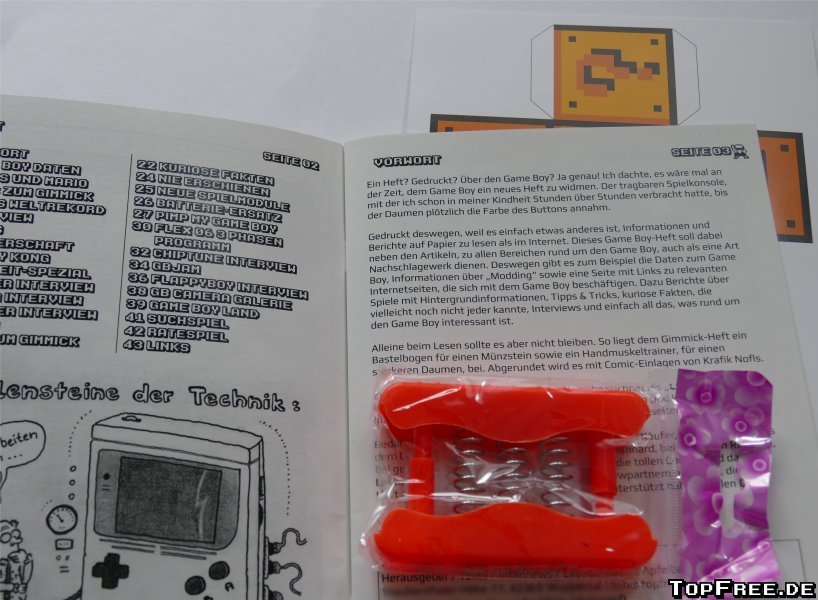 SEITE 02
ORT
BOY DATEN
S UND MARIO
ZUM GIMMICK
S WELTREKORD
VIEW
ERSCHAFT
Y KONG
EIT-SPEZIAL
ER INTERVIEW
INTERVIEW
ER INTERVIEW
UM GIMMICK
22 KURIOSE FAKTEN
24 NIE ERSCHIENEN
25 NEUE SPIELMODULE
26 BATTERIE-ERSATZ
27 PIMP MY GAME BOY
30 FLEX 06 3 PHASEN
PROGRAMM
32 CHIPTUNE INTERVIEW
34 GBJAM
36 FLAPPYBOY INTERVIEW
38 GB CAMERA GALERIE
39 GAME BOY LAND
41 SUCHSPIEL
42 RATESPIEL
43 LINKS
lensteine der Technik:
beiten
VORWORT
SEITE 03
Ein Heft? Gedruckt? Über den Game Boy? Ja genau! Ich dachte, es wäre mal an
der Zeit, dem Game Boy ein neues Heft zu widmen. Der tragbaren Spielkonsole,
mit der ich schon in meiner Kindheit Stunden über Stunden verbracht hatte, bis
der Daumen plötzlich die Farbe des Buttons annahm.
Gedruckt deswegen, weil es einfach etwas anderes ist, Informationen und
Berichte auf Papier zu lesen als im Internet. Dieses Game Boy-Heft soll dabei
neben den Artikeln, zu allen Bereichen rund um den Game Boy, auch als eine Art
Nachschlagewerk dienen. Deswegen gibt es zum Beispiel die Daten zum Game
Boy, Informationen über „Modding" sowie eine Seite mit Links zu relevanten
Internetseiten, die sich mit dem Game Boy beschäftigen. Dazu Berichte über
Spiele mit Hintergrundinformationen, Tipps & Tricks, kuriose Fakten, die
vielleicht noch nicht jeder kannte, Interviews und einfach all das, was rund um
den Game Boy interessant ist.
Alleine beim Lesen sollte es aber nicht bleiben. So liegt dem Gimmick-Heft ein
Bastelbogen für einen Münzstein sowie ein Handmuskeltrainer, für einen
stärkeren Daumen, bei. Abgerundet wird es mit Comic-Einlagen von Krafik Nofls.
die tollen
Herausgeber / Texte / Interviews / Layout
TOPFREE.DE